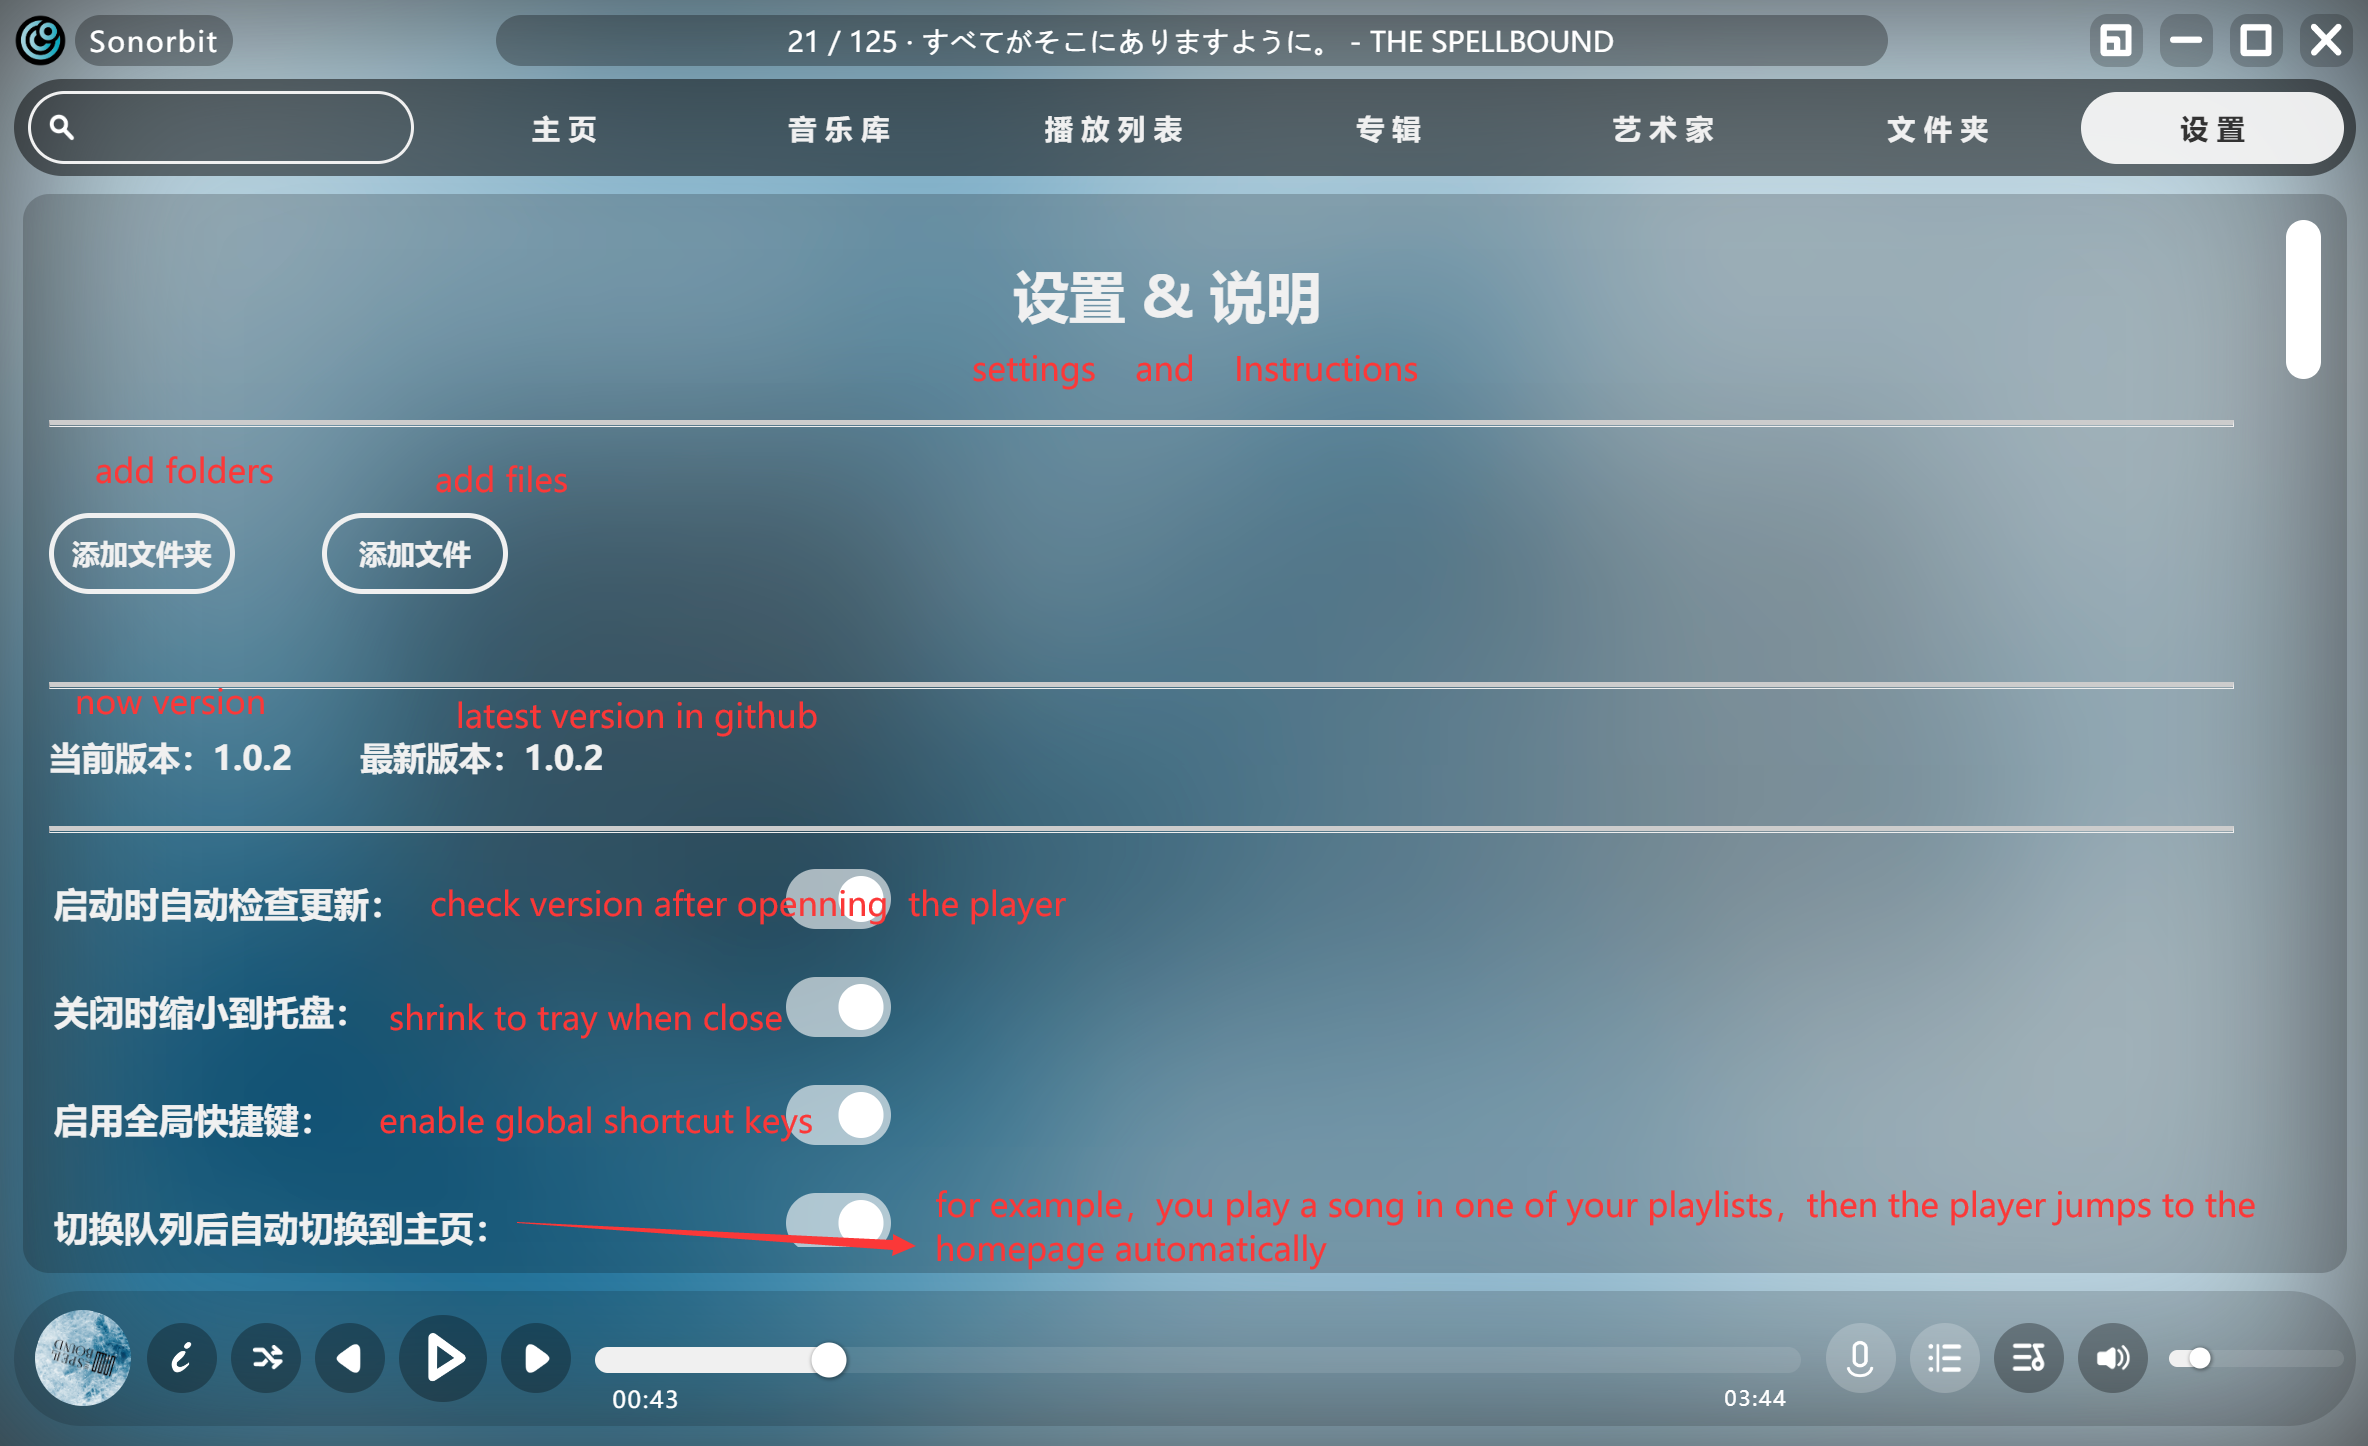 Sonorbit
21 / 125 · すべてがそこにありますように。 - THE SPELLBOUND
主页
音乐库
播放列表
专辑
艺术家
文件夹
设置
设置 & 说明
settings and Instructions
add folders
add files
添加文件夹
添加文件
now version
latest version in github
当前版本：1.0.2
最新版本：1.0.2
启动时自动检查更新：
check version after openning the player
关闭时缩小到托盘：
shrink to tray when close
启用全局快捷键：
enable global shortcut keys
切换队列后自动切换到主页：
for example，you play a song in one of your playlists，then the player jumps to the
homepage automatically
00:43
03:44